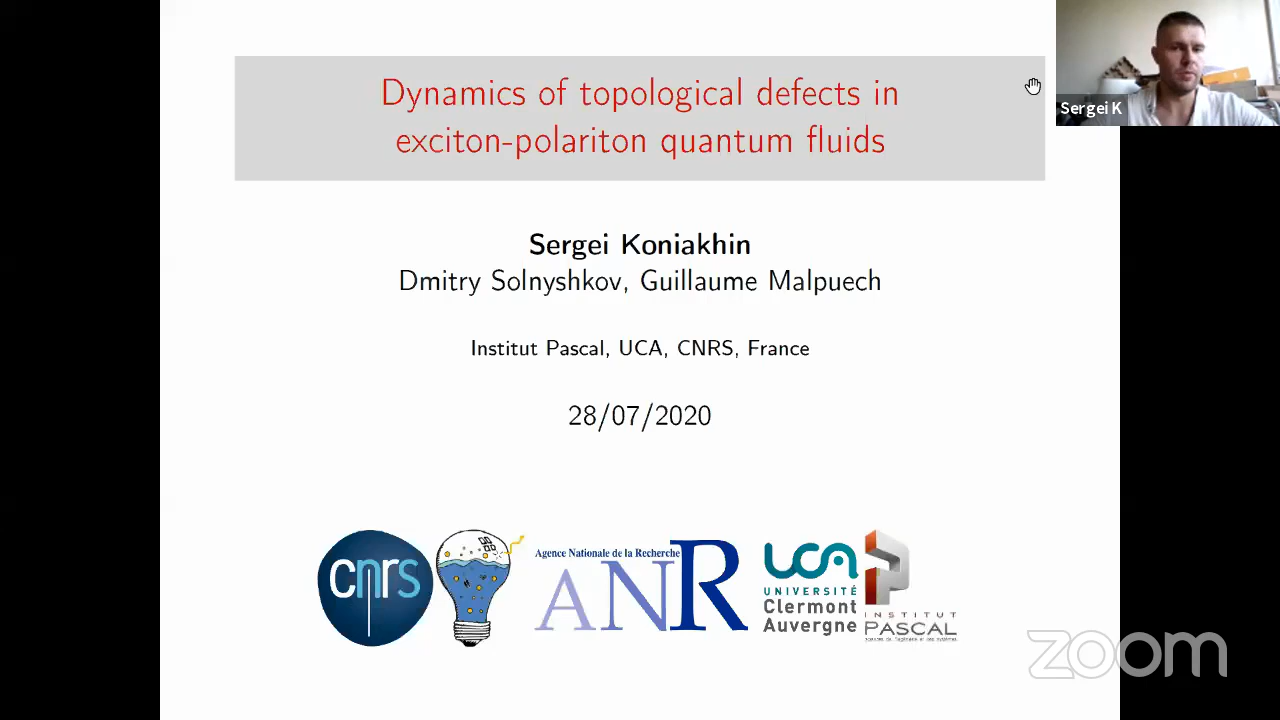 Dynamics of topological defects in
exciton-polariton quantum fluids
Sergei K
Sergei Koniakhin
Dmitry Solnyshkov, Guillaume Malpuech
Institut Pascal, UCA, CNRS, France
28/07/2020
cnrs
Agence Nationale de la Recherche
ANR
UCA
UNIVERSITÉ
Clermont
Auvergne
INSTITUT
PASCAL
zoom